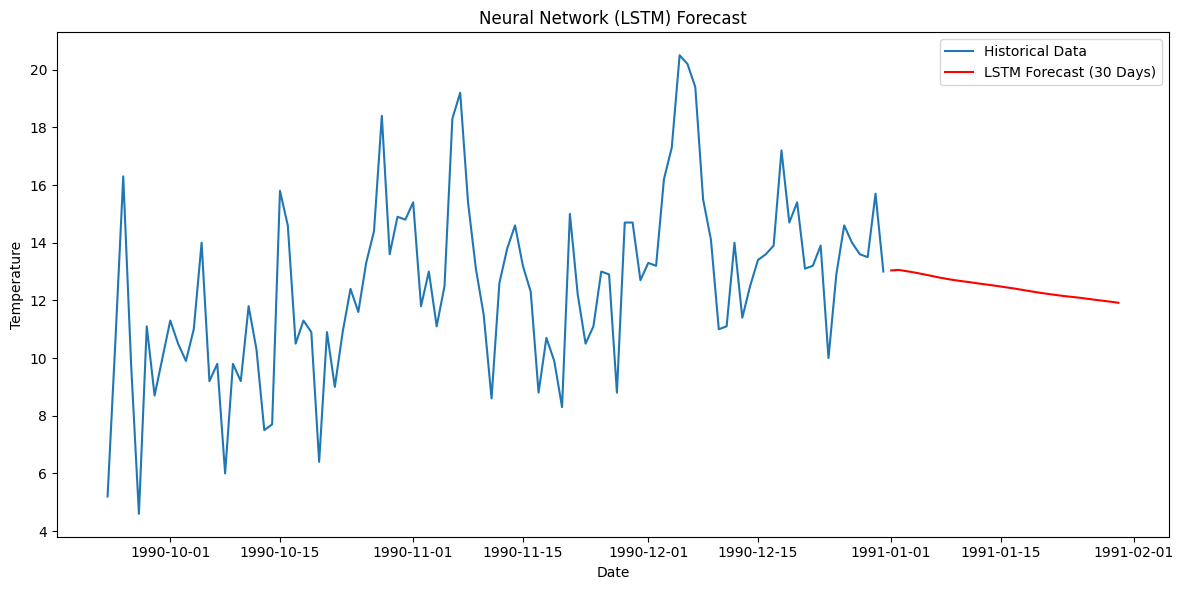 Neural Network (LSTM) Forecast
Historical Data
LSTM Forecast (30 Days)
Temperature
20
18
16
14
12
10
8
6
4
1990-10-01 1990-10-15 1990-11-01 1990-11-15 1990-12-01 1990-12-15 1991-01-01 1991-01-15 1991-02-01
Date